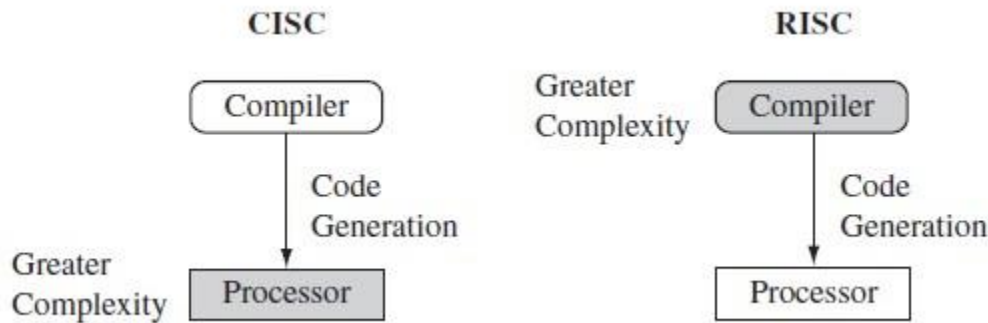 CISC
Compiler
Code
Generation
Greater
Complexity
Processor
RISC
Greater
Complexity
Compiler
Code
Generation
Processor